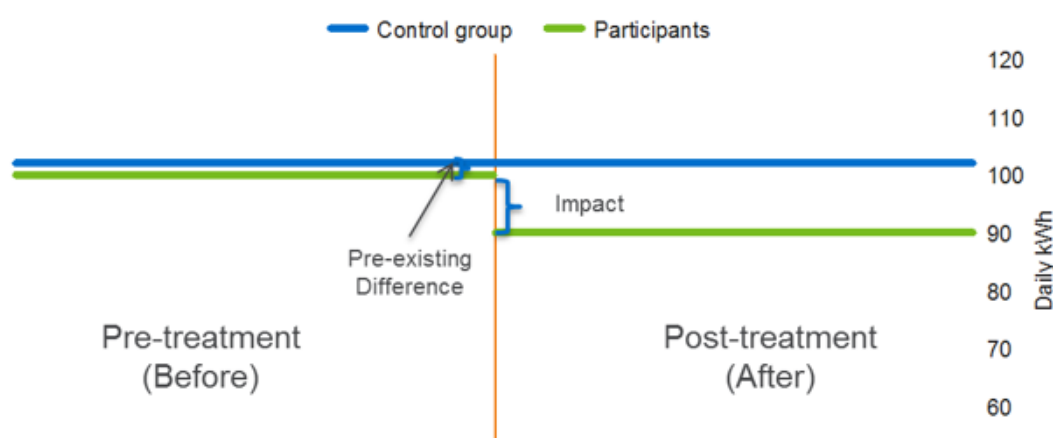 Control group
Participants
120
110
100
90
80
70
60
Daily kWh
Impact
Pre-existing
Difference
Pre-treatment
(Before)
Post-treatment
(After)